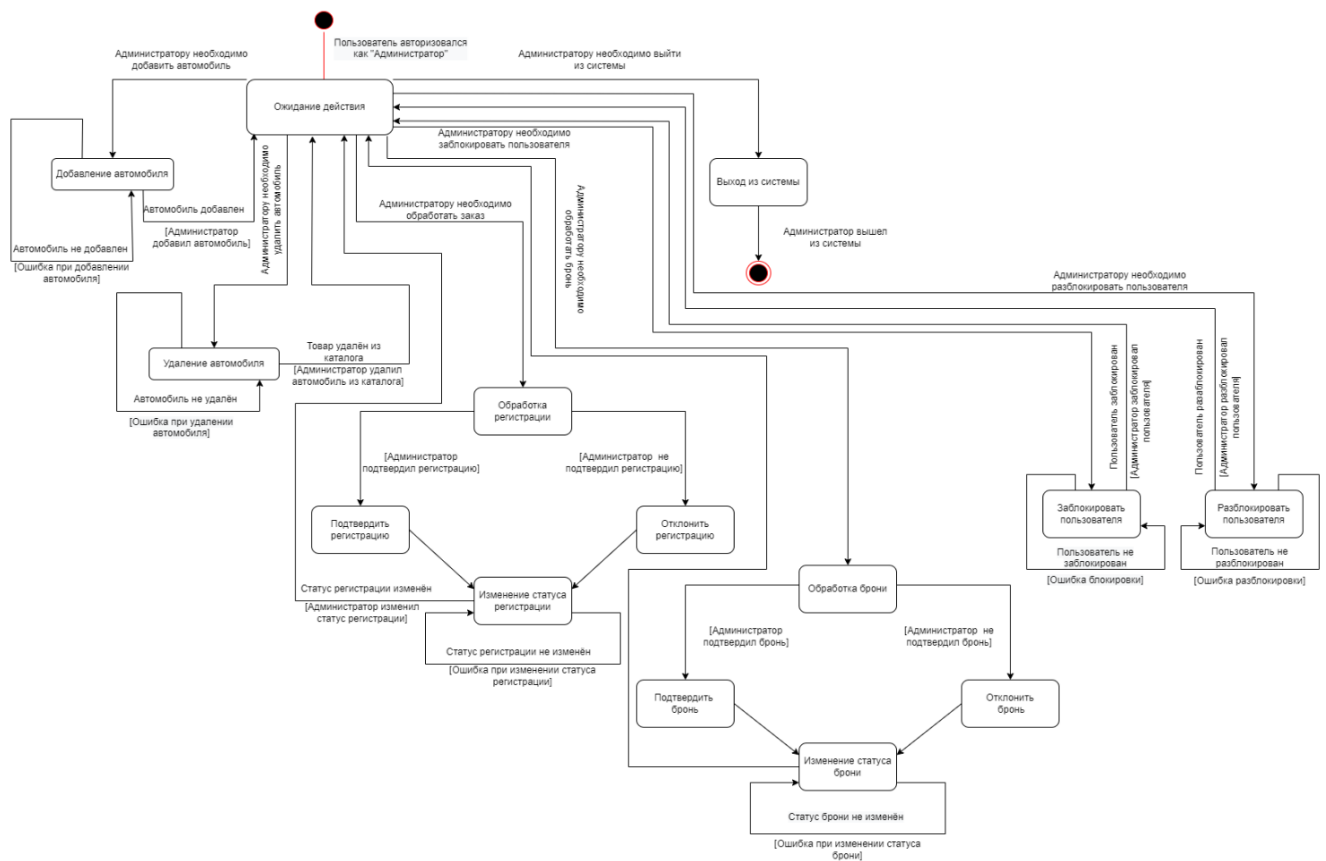 Пользователь авторизовался
как "Администратор"
Администратору необходимо
добавить автомобиль
Администратору необходимо выйти
из системы
Ожидание действия
Администратору необходимо
заблокировать пользователя
Добавление автомобиля
Выход из системы
Автомобиль добавлен
[Администратор
добавил автомобиль]
Администратору необходимо
удалить автомобиль
Администратору необходимо
обработать заказ
Администратору необходимо
обработать бронь
Администратор вышел
из системы
Автомобиль не добавлен
[Ошибка при добавлении
автомобиля]
Администратору необходимо
разблокировать пользователя
Удаление автомобиля
Товар удалён из
каталога
[Администратор удалил
автомобиль из каталога]
Автомобиль не удалён
[Ошибка при удалении
автомобиля]
Обработка
регистрации
[Администратор
подтвердил регистрацию]
[Администратор  не
подтвердил регистрацию]
Пользователь заблокирован
[Администратор заблокировал
пользователя]
Пользователь разаблокирован
[Администратор разблокировал
пользователя]
Подтвердить
регистрацию
Отклонить
регистрацию
Заблокировать
пользователя
Разблокировать
пользователя
Пользователь не
заблокирован
[Ошибка блокировки]
Пользователь не
разблокирован
[Ошибка разблокировки]
Статус регистрации изменён
[Администратор изменил
статус регистрации]
Изменение статуса
регистрации
Обработка брони
Статус регистрации не изменён
[Ошибка при изменении статуса
регистрации]
[Администратор
подтвердил бронь]
[Администратор  не
подтвердил бронь]
Подтвердить
бронь
Отклонить
бронь
Изменение статуса
брони
Статус брони не изменён
[Ошибка при изменении статуса
брони]